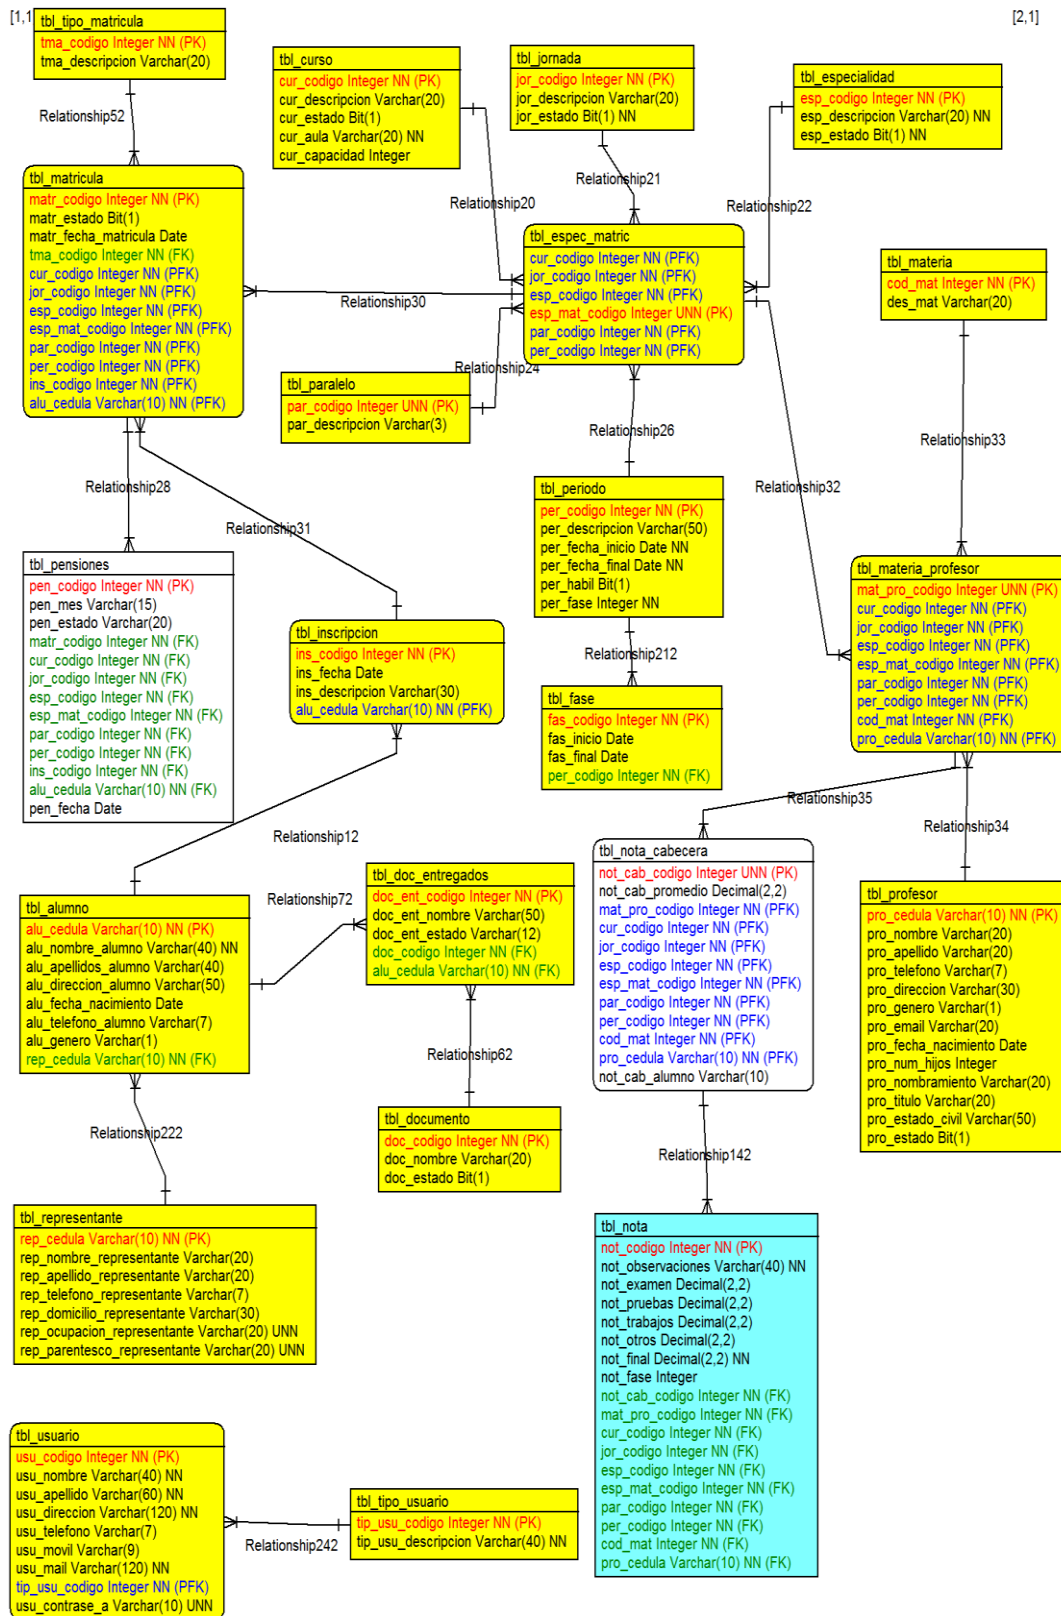 [1,1
[2,1]
tbl_tipo_matricula
tma_codigo Integer NN (PK)
tma_descripcion Varchar(20)
Relationship52
tbl_curso
cur_codigo Integer NN (PK)
cur_descripcion Varchar(20)
cur_estado Bit(1)
cur_aula Varchar(20) NN
cur_capacidad Integer
tbl_jornada
jor_codigo Integer NN (PK)
jor_descripcion Varchar(20)
jor_estado Bit(1) NN
tbl_especialidad
esp_codigo Integer NN (PK)
esp_descripcion Varchar(20) NN
esp_estado Bit(1) NN
Relationship20
Relationship21
Relationship22
tbl_matricula
matr_codigo Integer NN (PK)
matr_estado Bit(1)
matr_fecha_matricula Date
tma_codigo Integer NN (FK)
cur_codigo Integer NN (PFK)
jor_codigo Integer NN (PFK)
esp_codigo Integer NN (PFK)
esp_mat_codigo Integer NN (PFK)
par_codigo Integer NN (PFK)
per_codigo Integer NN (PFK)
ins_codigo Integer NN (PFK)
alu_cedula Varchar(10) NN (PFK)
Relationship30
tbl_espec_matric
cur_codigo Integer NN (PFK)
jor_codigo Integer NN (PFK)
esp_codigo Integer NN (PFK)
esp_mat_codigo Integer UNN (PK)
par_codigo Integer NN (PFK)
per_codigo Integer NN (PFK)
tbl_materia
cod_mat Integer NN (PK)
des_mat Varchar(20)
Relationship24
tbl_paralelo
par_codigo Integer UNN (PK)
par_descripcion Varchar(3)
Relationship26
Relationship33
Relationship28
Relationship31
Relationship32
tbl_periodo
per_codigo Integer NN (PK)
per_descripcion Varchar(50)
per_fecha_inicio Date NN
per_fecha_final Date NN
per_habil Bit(1)
per_fase Integer NN
tbl_pensiones
pen_codigo Integer NN (PK)
pen_mes Varchar(15)
pen_estado Varchar(20)
matr_codigo Integer NN (FK)
cur_codigo Integer NN (FK)
jor_codigo Integer NN (FK)
esp_codigo Integer NN (FK)
esp_mat_codigo Integer NN (FK)
par_codigo Integer NN (FK)
per_codigo Integer NN (FK)
ins_codigo Integer NN (FK)
alu_cedula Varchar(10) NN (FK)
pen_fecha Date
tbl_inscripcion
ins_codigo Integer NN (PK)
ins_fecha Date
ins_descripcion Varchar(30)
alu_cedula Varchar(10) NN (PFK)
Relationship212
tbl_fase
fas_codigo Integer NN (PK)
fas_inicio Date
fas_final Date
per_codigo Integer NN (FK)
tbl_materia_profesor
mat_pro_codigo Integer UNN (PK)
cur_codigo Integer NN (PFK)
jor_codigo Integer NN (PFK)
esp_codigo Integer NN (PFK)
esp_mat_codigo Integer NN (PFK)
par_codigo Integer NN (PFK)
per_codigo Integer NN (PFK)
cod_mat Integer NN (PFK)
pro_cedula Varchar(10) NN (PFK)
Relationship35
Relationship34
Relationship12
tbl_nota_cabecera
not_cab_codigo Integer UNN (PK)
not_cab_promedio Decimal(2,2)
mat_pro_codigo Integer NN (PFK)
cur_codigo Integer NN (PFK)
jor_codigo Integer NN (PFK)
esp_codigo Integer NN (PFK)
esp_mat_codigo Integer NN (PFK)
par_codigo Integer NN (PFK)
per_codigo Integer NN (PFK)
cod_mat Integer NN (PFK)
pro_cedula Varchar(10) NN (PFK)
not_cab_alumno Varchar(10)
tbl_alumno
alu_cedula Varchar(10) NN (PK)
alu_nombre_alumno Varchar(40) NN
alu_apellidos_alumno Varchar(40)
alu_direccion_alumno Varchar(50)
alu_fecha_nacimiento Date
alu_telefono_alumno Varchar(7)
alu_genero Varchar(1)
rep_cedula Varchar(10) NN (FK)
Relationship72
tbl_doc_entregados
doc_ent_codigo Integer NN (PK)
doc_ent_nombre Varchar(50)
doc_ent_estado Varchar(12)
doc_codigo Integer NN (FK)
alu_cedula Varchar(10) NN (FK)
tbl_profesor
pro_cedula Varchar(10) NN (PK)
pro_nombre Varchar(20)
pro_apellido Varchar(20)
pro_telefono Varchar(7)
pro_direccion Varchar(30)
pro_genero Varchar(1)
pro_email Varchar(20)
pro_fecha_nacimiento Date
pro_num_hijos Integer
pro_nombramiento Varchar(20)
pro_titulo Varchar(20)
pro_estado_civil Varchar(50)
pro_estado Bit(1)
Relationship62
tbl_documento
doc_codigo Integer NN (PK)
doc_nombre Varchar(20)
doc_estado Bit(1)
Relationship222
Relationship142
tbl_representante
rep_cedula Varchar(10) NN (PK)
rep_nombre_representante Varchar(20)
rep_apellido_representante Varchar(20)
rep_telefono_representante Varchar(7)
rep_domicilio_representante Varchar(30)
rep_ocupacion_representante Varchar(20) UNN
rep_parentesco_representante Varchar(20) UNN
tbl_nota
not_codigo Integer NN (PK)
not_observaciones Varchar(40) NN
not_examen Decimal(2,2)
not_pruebas Decimal(2,2)
not_trabajos Decimal(2,2)
not_otros Decimal(2,2)
not_final Decimal(2,2) NN
not_fase Integer
not_cab_codigo Integer NN (FK)
mat_pro_codigo Integer NN (FK)
cur_codigo Integer NN (FK)
jor_codigo Integer NN (FK)
esp_codigo Integer NN (FK)
esp_mat_codigo Integer NN (FK)
par_codigo Integer NN (FK)
per_codigo Integer NN (FK)
cod_mat Integer NN (FK)
pro_cedula Varchar(10) NN (FK)
tbl_usuario
usu_codigo Integer NN (PK)
usu_nombre Varchar(40) NN
usu_apellido Varchar(60) NN
usu_direccion Varchar(120) NN
usu_telefono Varchar(7)
usu_movil Varchar(9)
usu_mail Varchar(120) NN
tip_usu_codigo Integer NN (PFK)
usu_contrase_a Varchar(10) UNN
Relationship242
tbl_tipo_usuario
tip_usu_codigo Integer NN (PK)
tip_usu_descripcion Varchar(40) NN